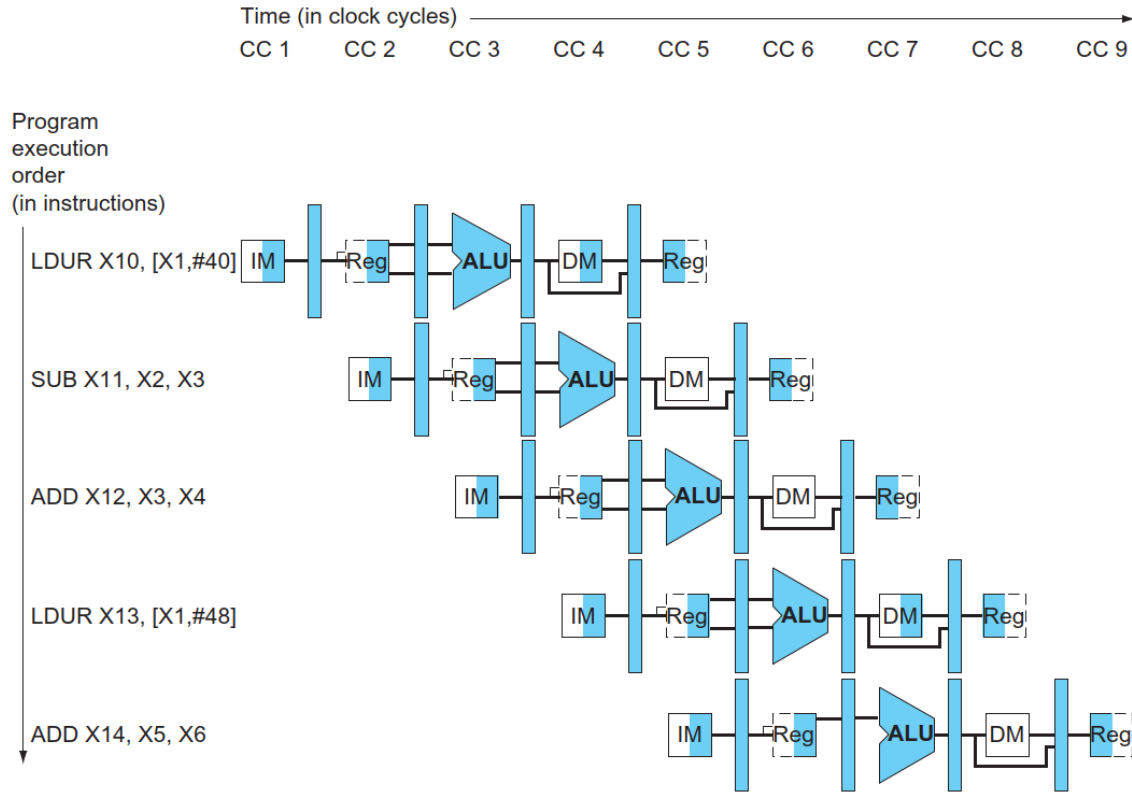 Time (in clock cycles)
CC 1 CC 2 CC 3 CC 4 CC 5 CC 6 CC 7 CC 8 CC 9
Program
execution
order
(in instructions)
LDUR X10, [X1,#40] IM Reg ALU DM Reg
SUB X11, X2, X3 IM Reg ALU DM Reg
ADD X12, X3, X4 IM Reg ALU DM Reg
LDUR X13, [X1,#48] IM Reg ALU DM Reg
ADD X14, X5, X6 IM Reg ALU DM Reg